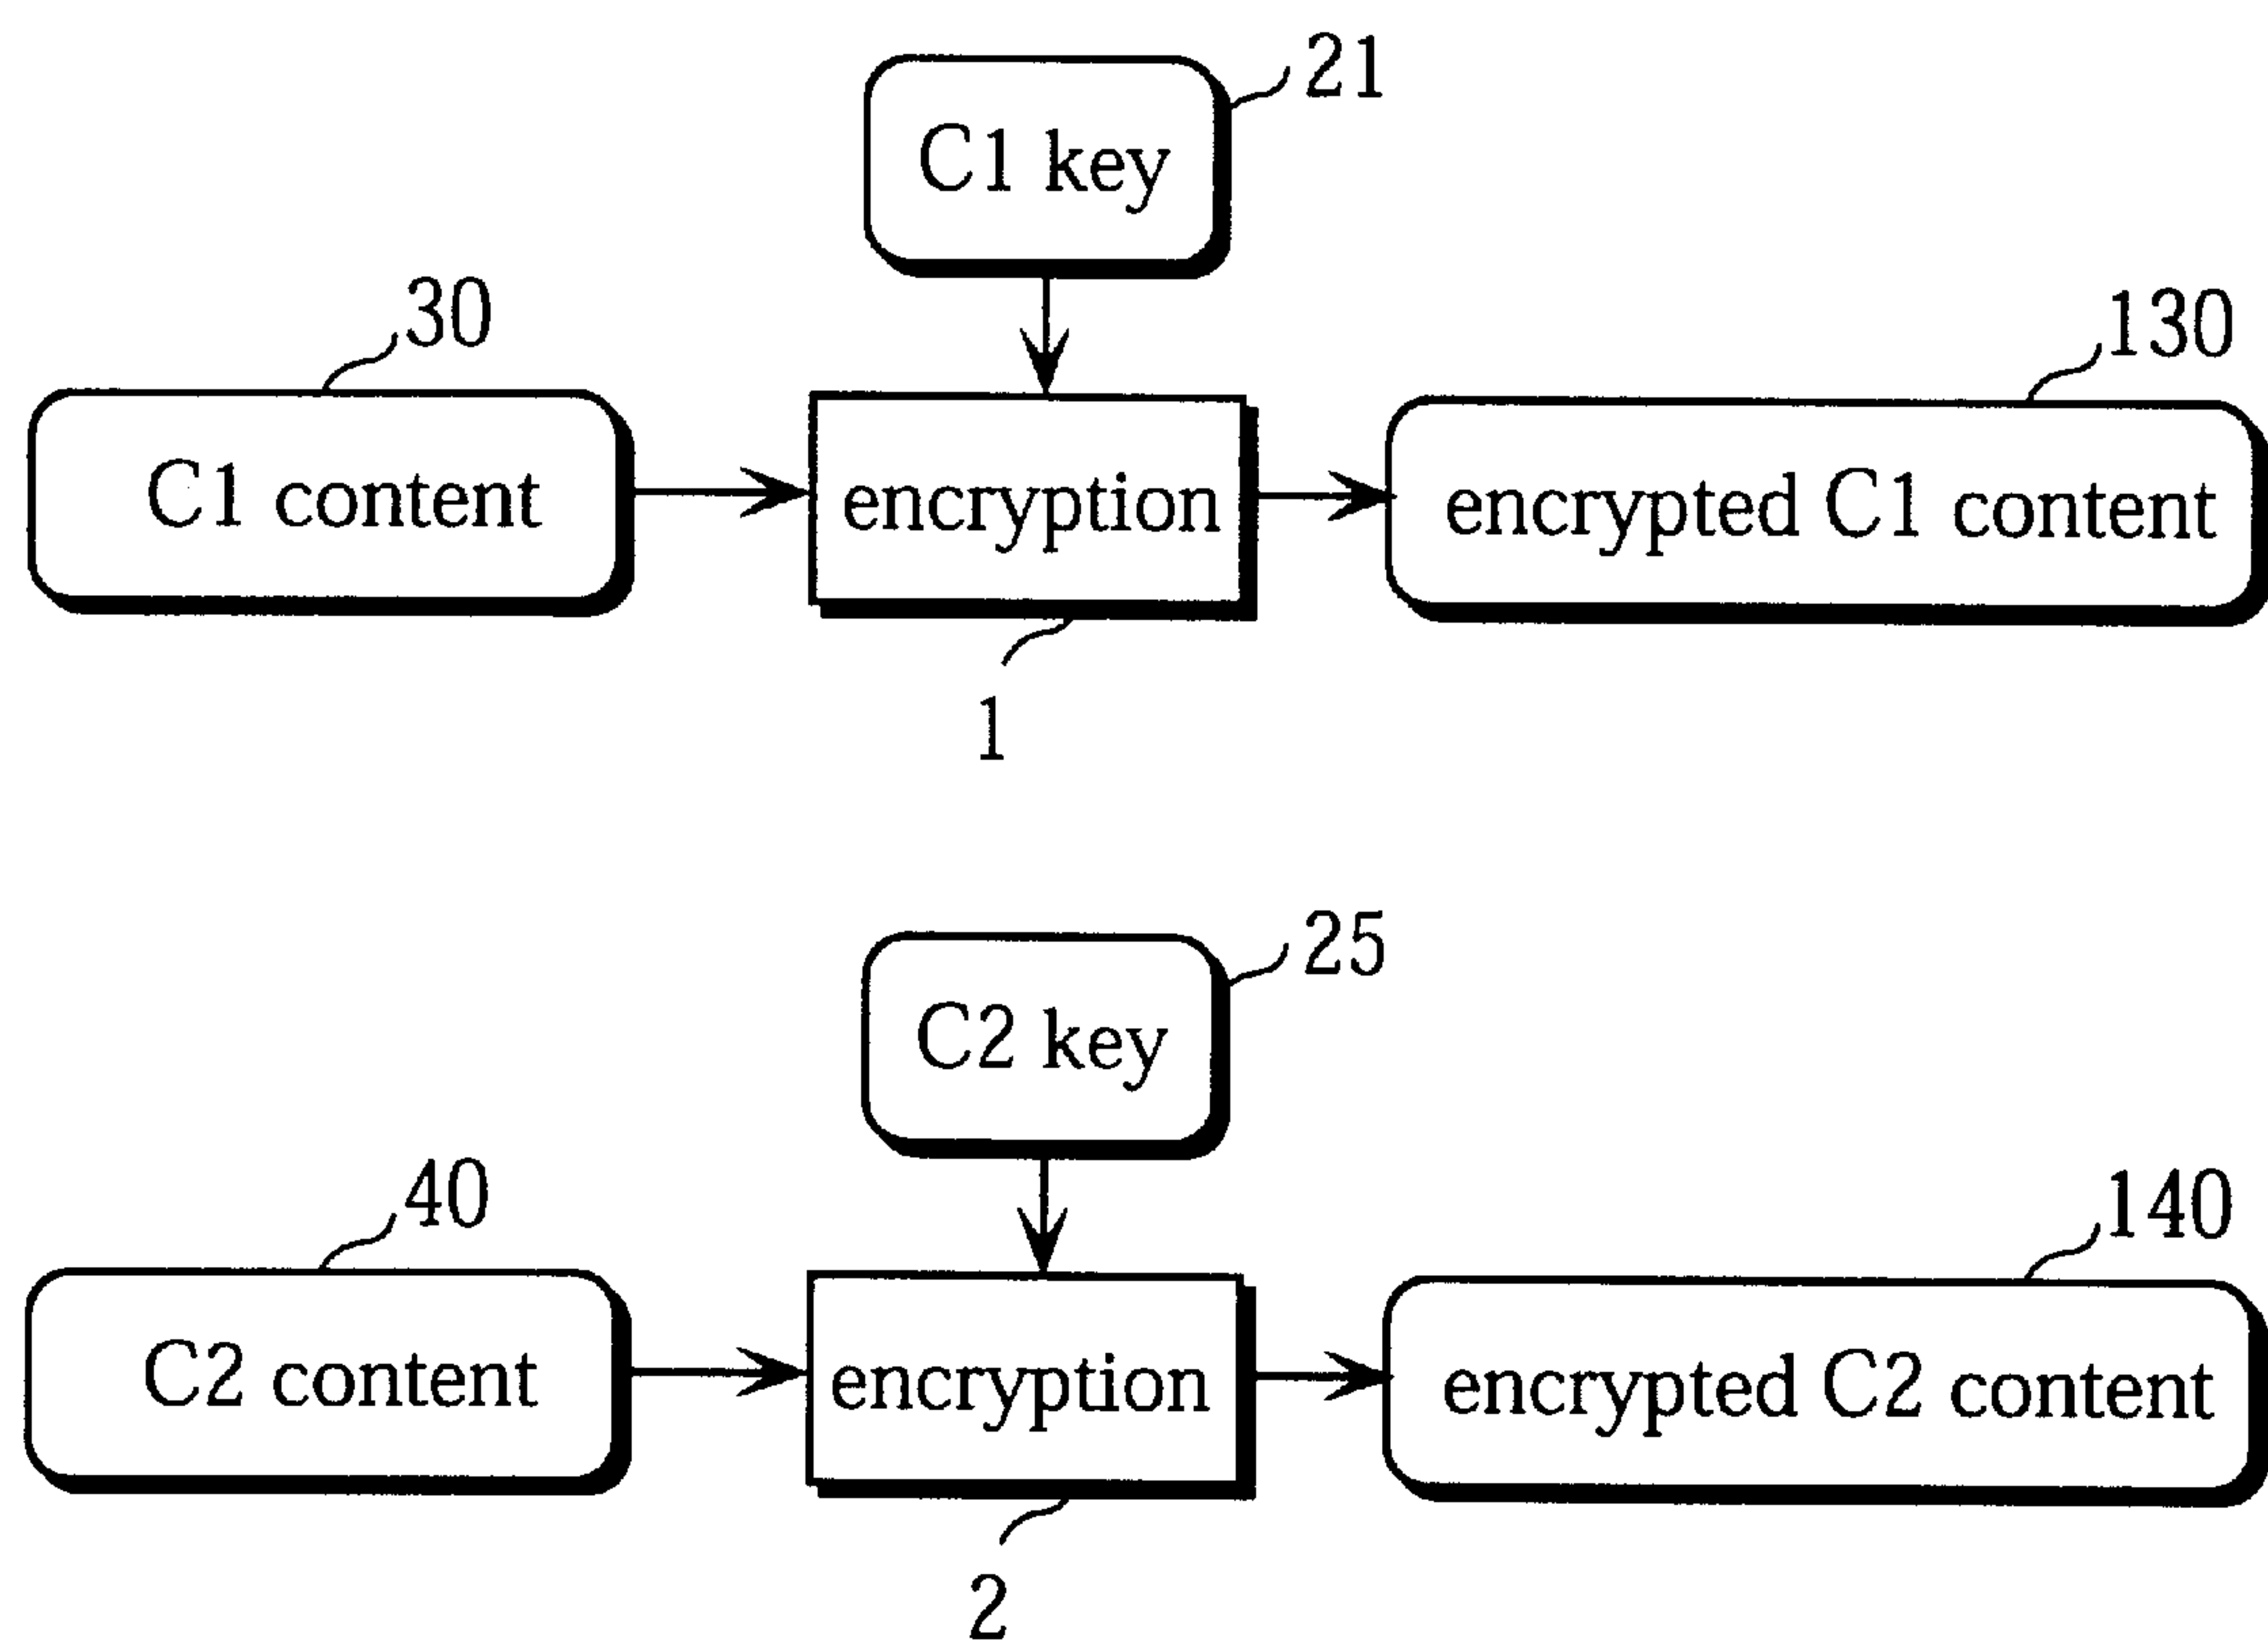 21
C1 key
30
130
C1 content
encryption
encrypted C1 content
1
25
C2 key
40
140
C2 content
encryption
encrypted C2 content
2